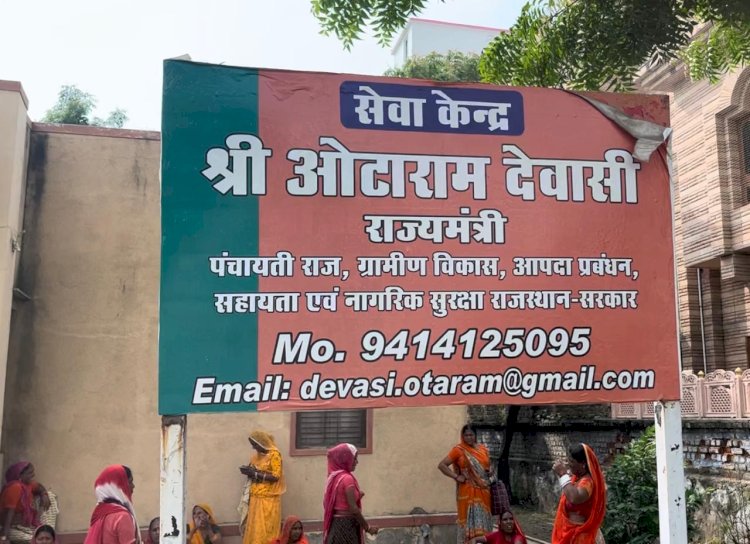 सेवा केन्द्र
श्री ओटाराम देवासी
राज्यमंत्री
पंचायती राज, ग्रामीण विकास, आपदा प्रबंधन,
सहायता एवं नागरिक सुरक्षा राजस्थान-सरकार
Mo. 9414125095
Email: devasi.otaram@gmail.com